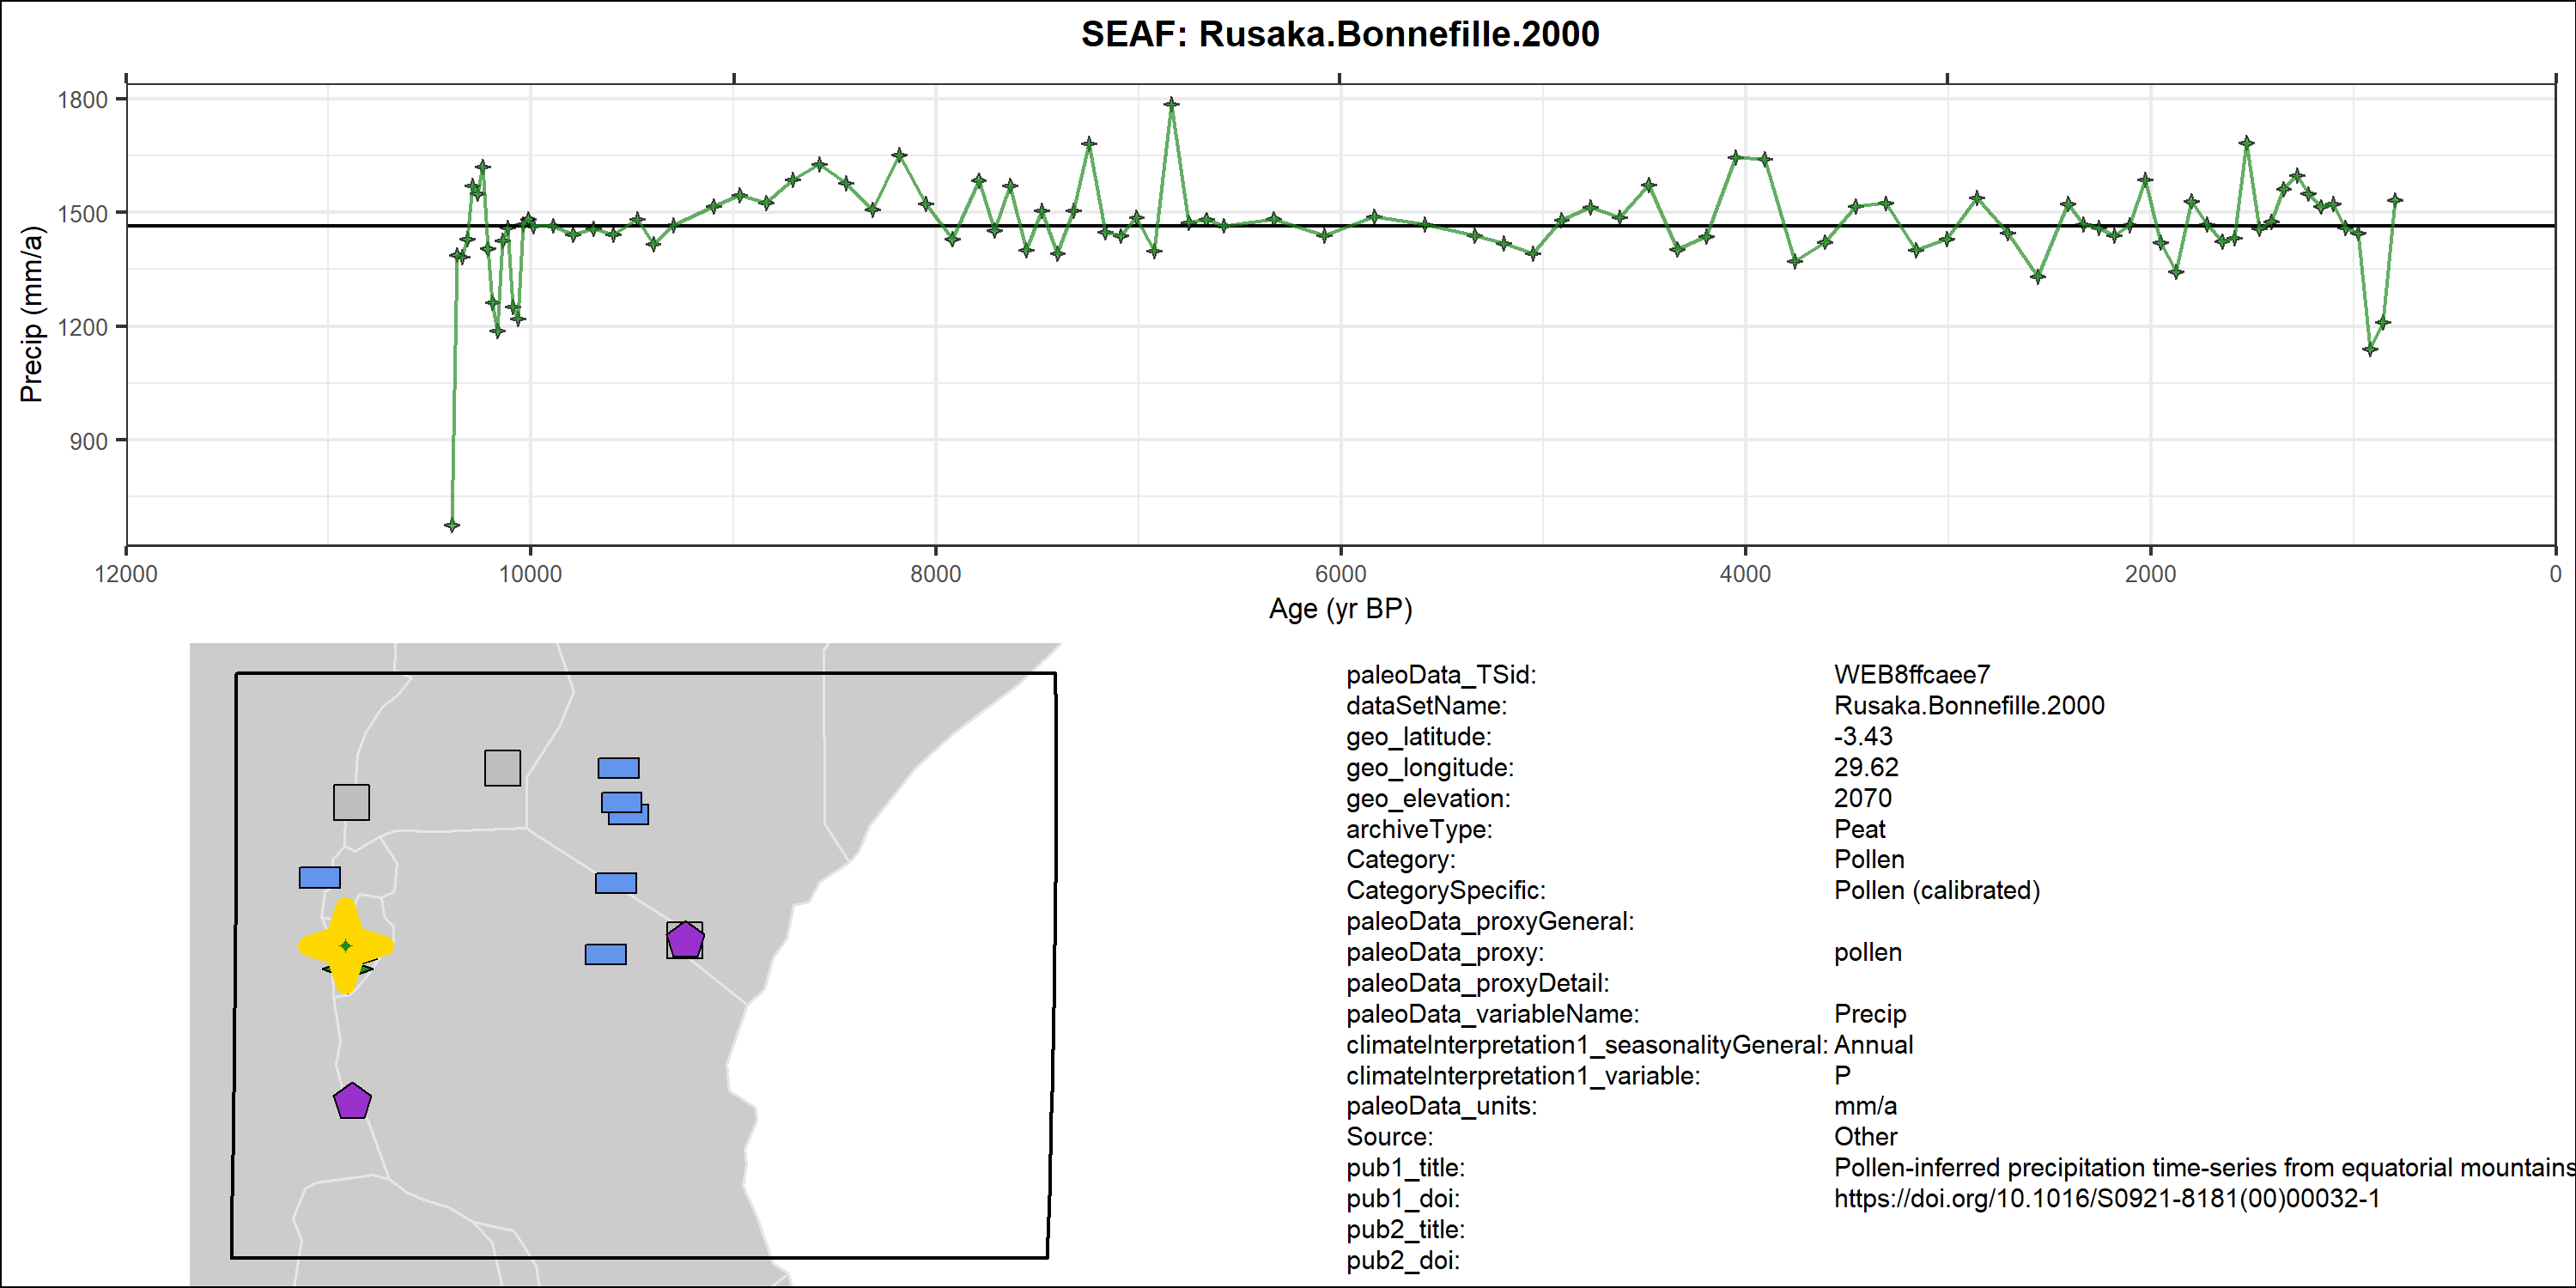 SEAF: Rusaka.Bonnefille.2000
1800
1500
1200
900
Precip (mm/a)
12000 10000 8000 6000 4000 2000 0
Age (yr BP)
paleoData_TSid: WEB8ffcaee7
dataSetName: Rusaka.Bonnefille.2000
geo_latitude: -3.43
geo_longitude: 29.62
geo_elevation: 2070
archiveType: Peat
Category: Pollen
CategorySpecific: Pollen (calibrated)
paleoData_proxyGeneral:
paleoData_proxy: pollen
paleoData_proxyDetail:
paleoData_variableName: Precip
climateInterpretation1_seasonalityGeneral: Annual
climateInterpretation1_variable: P
paleoData_units: mm/a
Source: Other
pub1_title: Pollen-inferred precipitation time-series from equatorial mountains
pub1_doi: https://doi.org/10.1016/S0921-8181(00)00032-1
pub2_title:
pub2_doi: